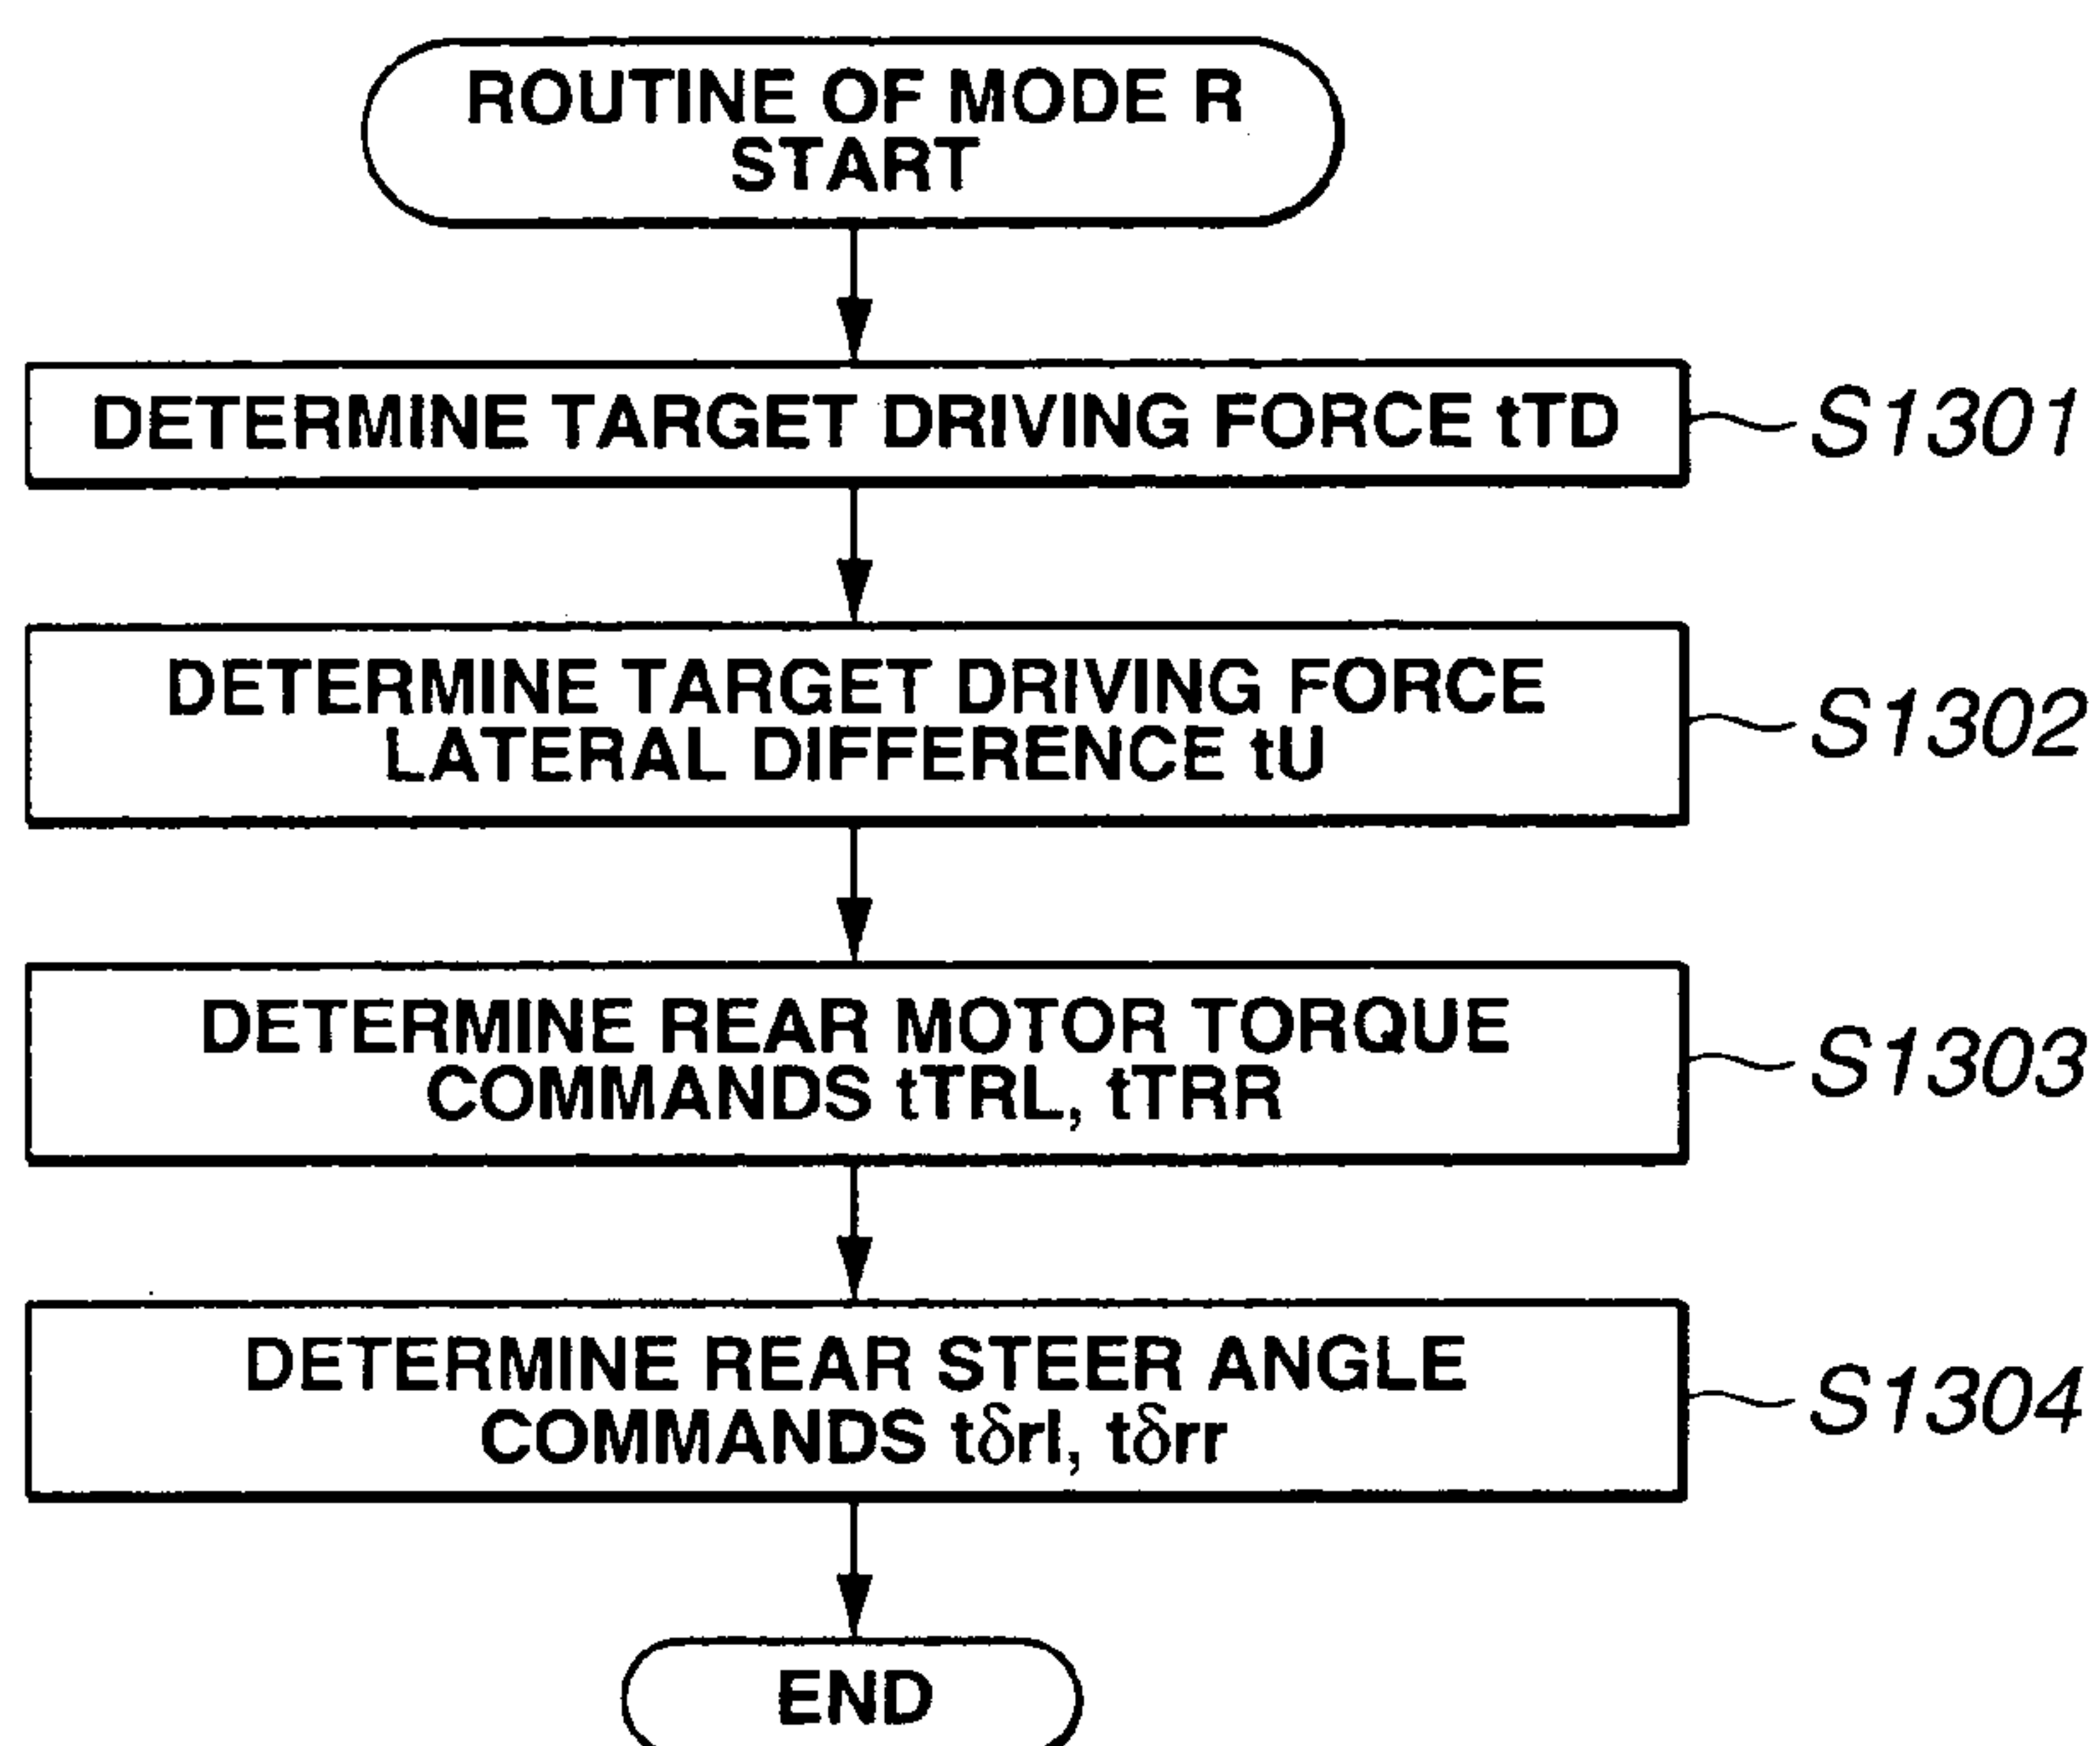 ROUTINE OF MODE R
START
DETERMINE TARGET DRIVING FORCE tTD
S1301
DETERMINE TARGET DRIVING FORCE
LATERAL DIFFERENCE tU
S1302
DETERMINE REAR MOTOR TORQUE
COMMANDS tTRL, tTRR
S1303
DETERMINE REAR STEER ANGLE
COMMANDS tδrl, tδrr
S1304
END